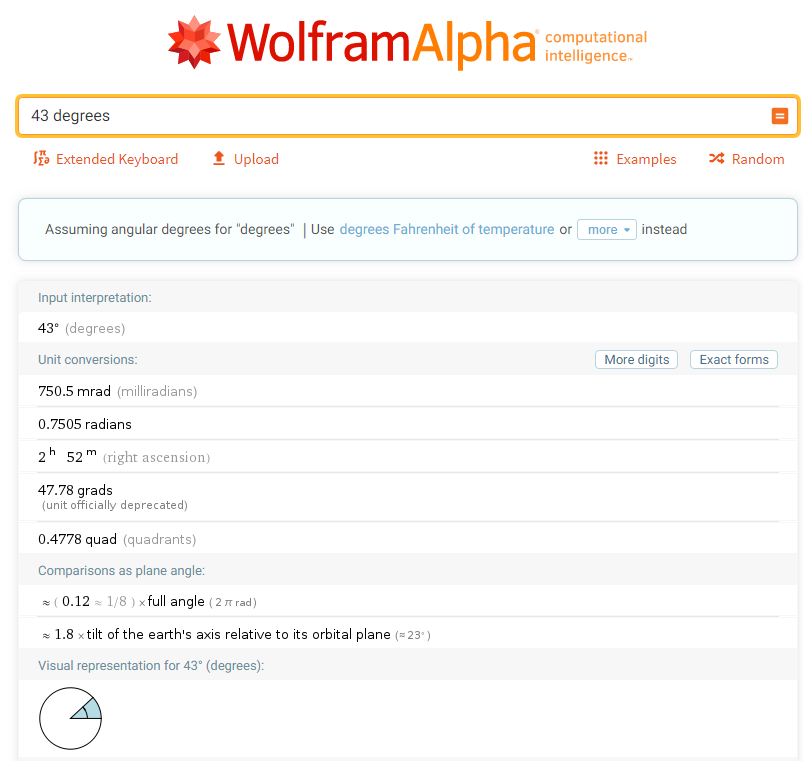 WolframAlpha computational
intelligence™
43 degrees
Extended Keyboard Upload Examples Random
Assuming angular degrees for "degrees" | Use degrees Fahrenheit of temperature or more instead
Input interpretation:
43° (degrees)
Unit conversions: More digits Exact forms
750.5 mrad (milliradians)
0.7505 radians
2 h 52 m (right ascension)
47.78 grads
(unit officially deprecated)
0.4778 quad (quadrants)
Comparisons as plane angle:
≈ ( 0.12 ≈ 1/8 ) × full angle ( 2 π rad )
≈ 1.8 × tilt of the earth's axis relative to its orbital plane (≈ 23° )
Visual representation for 43° (degrees):